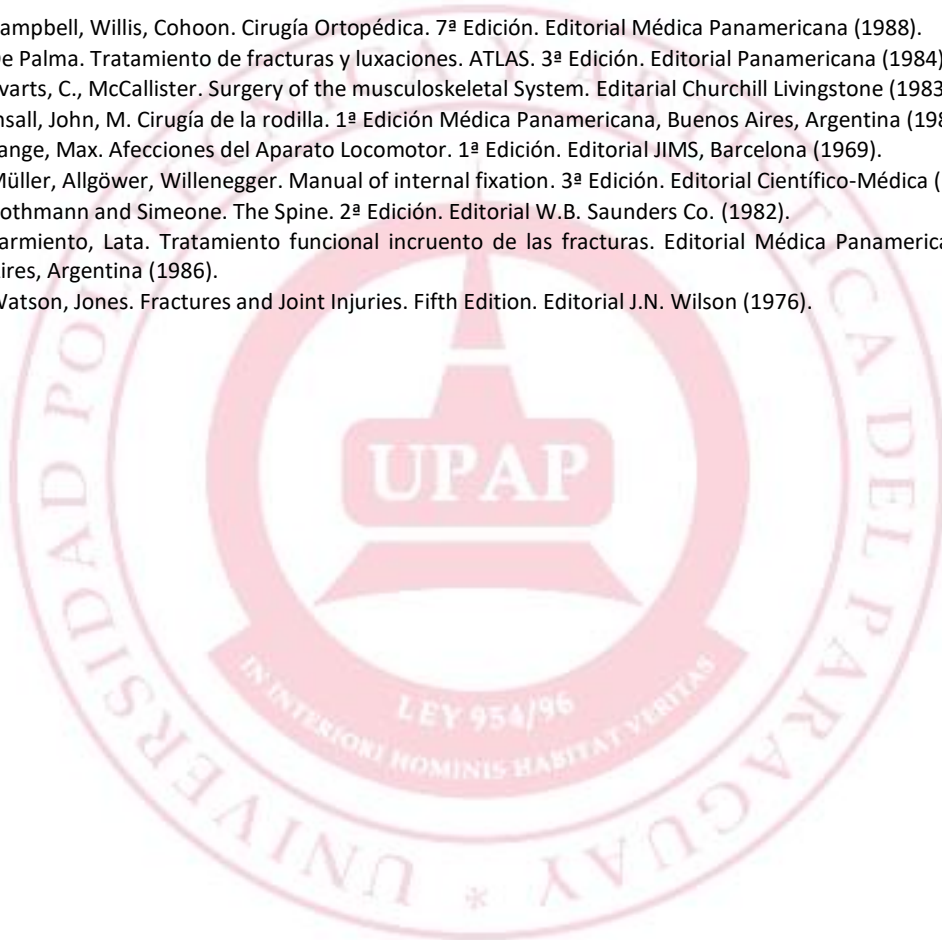 ampbell, Willis, Cohoon. Cirugía Ortopédica. 7ª Edición. Editorial Médica Panamericana (1988).
e Palma. Tratamiento de fracturas y luxaciones. ATLAS. 3ª Edición. Editorial Panamericana (1984)
varts, C., McCallister. Surgery of the musculoskeletal System. Editarial Churchill Livingstone (1983
nsall, John, M. Cirugía de la rodilla. 1ª Edición Médica Panamericana, Buenos Aires, Argentina (198
ange, Max. Afecciones del Aparato Locomotor. 1ª Edición. Editorial JIMS, Barcelona (1969).
Müller, Allgöwer, Willenegger. Manual of internal fixation. 3ª Edición. Editorial Científico-Médica (
othmann and Simeone. The Spine. 2ª Edición. Editorial W.B. Saunders Co. (1982).
armiento, Lata. Tratamiento funcional incruento de las fracturas. Editorial Médica Panamerica
ires, Argentina (1986).
Watson, Jones. Fractures and Joint Injuries. Fifth Edition. Editorial J.N. Wilson (1976).
UNIVERSIDAD POLITECNICA Y ARTISTICA DEL PARAGUAY *
UPAP
LEY 954/96
IN INTERIORI HOMINIS HABITAT VERITAS